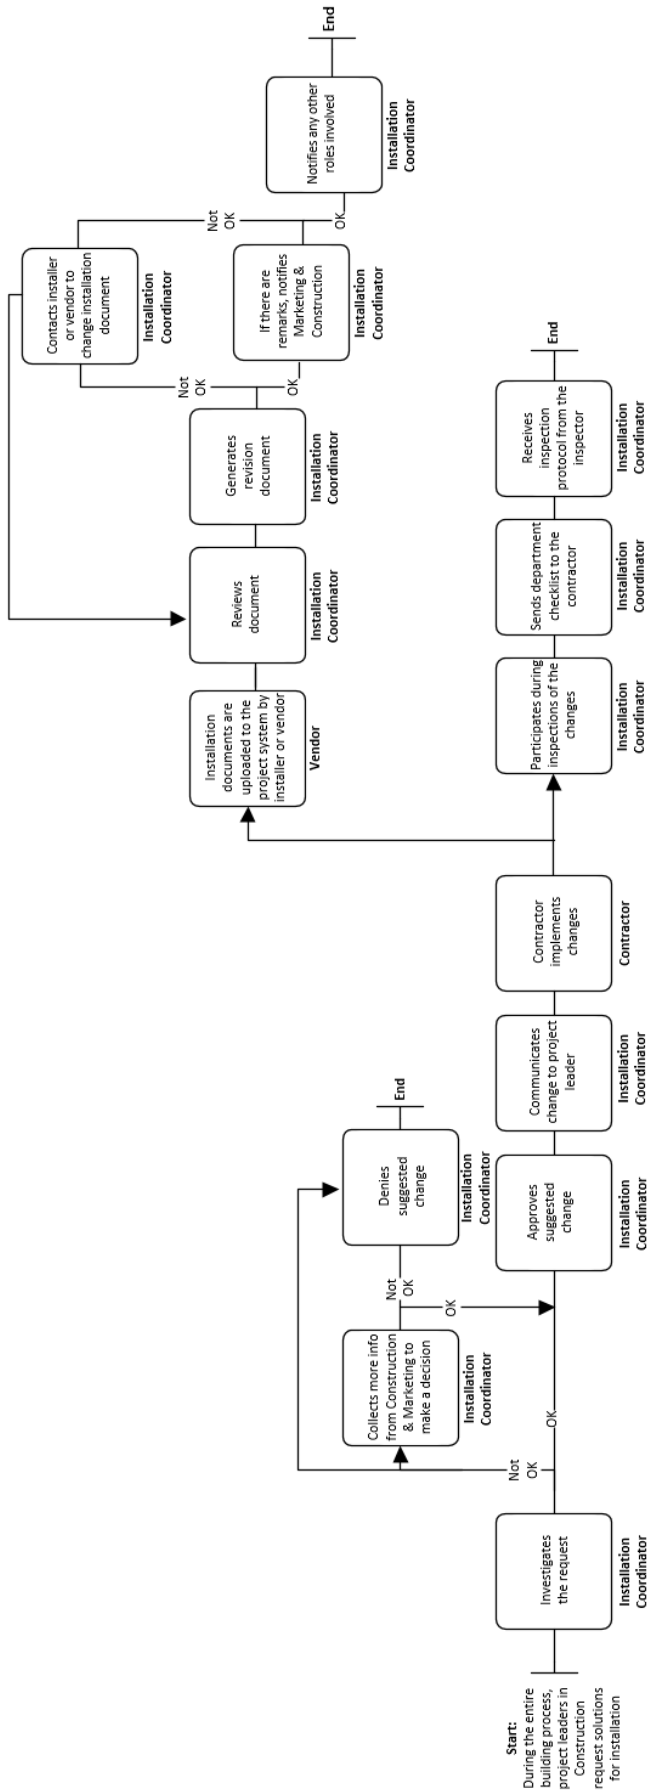 Start:
During the entire
building process,
project leaders in
Construction
request solutions
for installation
Investigates
the request
Installation
Coordinator
Not
OK
OK
Collects more info
from Construction
& Marketing to
make a decision
Installation
Coordinator
Not
OK
OK
Denies
suggested
change
Installation
Coordinator
End
Approves
suggested
change
Installation
Coordinator
Communicates
change to project
leader
Installation
Coordinator
Contractor
implements
changes
Contractor
Installation
documents are
uploaded to the
project system by
installer or vendor
Vendor
Reviews
document
Installation
Coordinator
Generates
revision
document
Installation
Coordinator
Not
OK
OK
Contacts installer
or vendor to
change installation
document
Installation
Coordinator
If there are
remarks, notifies
Marketing &
Construction
Installation
Coordinator
Not
OK
OK
Notifies any other
roles involved
Installation
Coordinator
End
Participates during
inspections of the
changes
Installation
Coordinator
Sends department
checklist to the
contractor
Installation
Coordinator
Receives
inspection
protocol from the
inspector
Installation
Coordinator
End